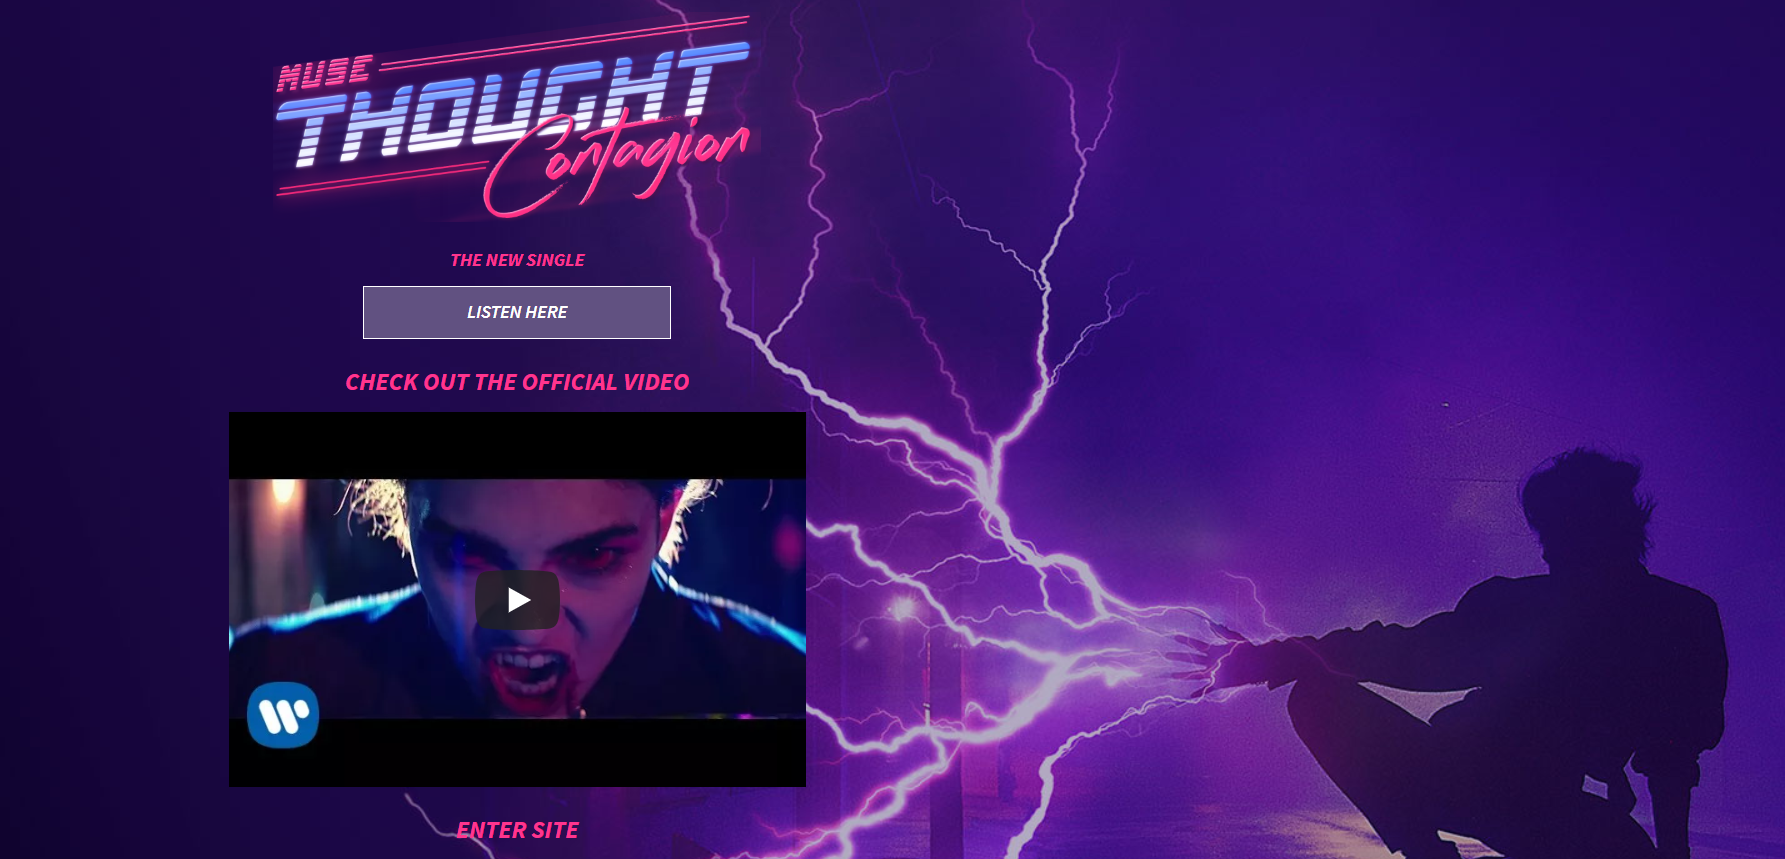 MUSE
THOUGHT
Contagion
THE NEW SINGLE
LISTEN HERE
CHECK OUT THE OFFICIAL VIDEO
ENTER SITE